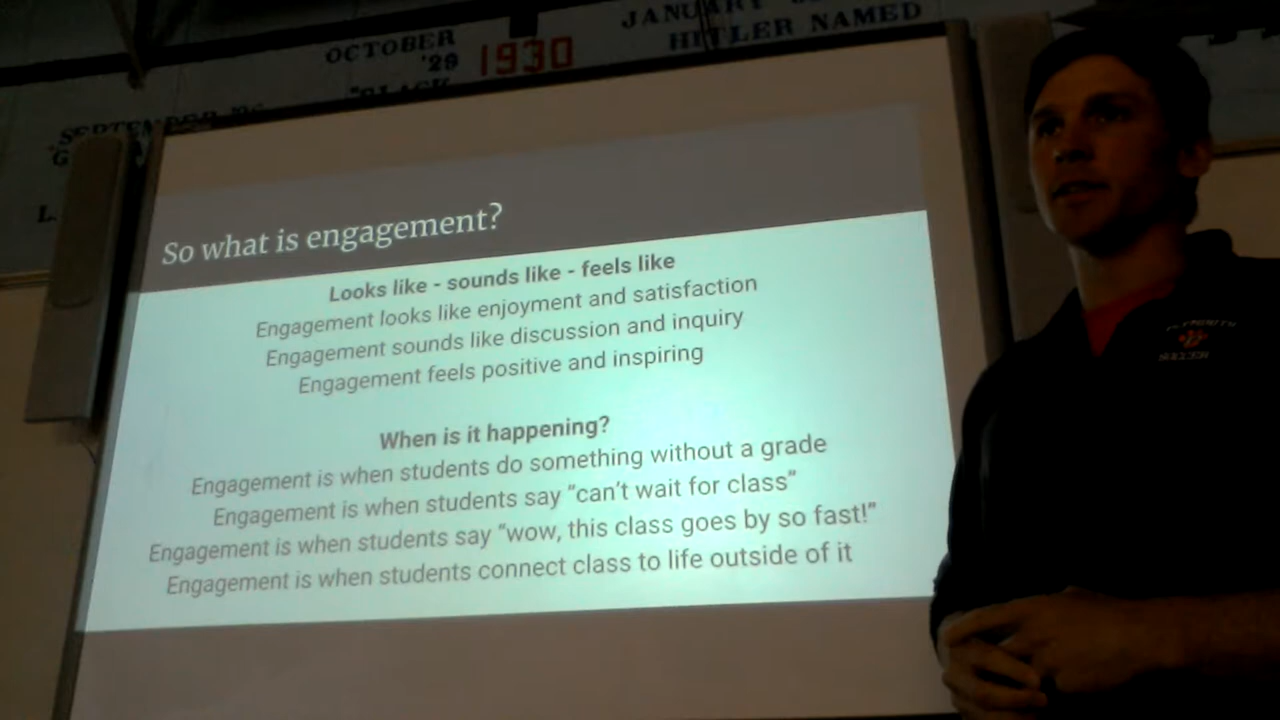 JANUARY
OCTOBER
'29
1930
HITLER NAMED
"BLACK
SEPTEMBER
So what is engagement?
Looks like - sounds like - feels like
Engagement looks like enjoyment and satisfaction
Engagement sounds like discussion and inquiry
Engagement feels positive and inspiring
When is it happening?
Engagement is when students do something without a grade
Engagement is when students say "can't wait for class"
Engagement is when students say "wow, this class goes by so fast!"
Engagement is when students connect class to life outside of it
PLYMOUTH
SOCCER